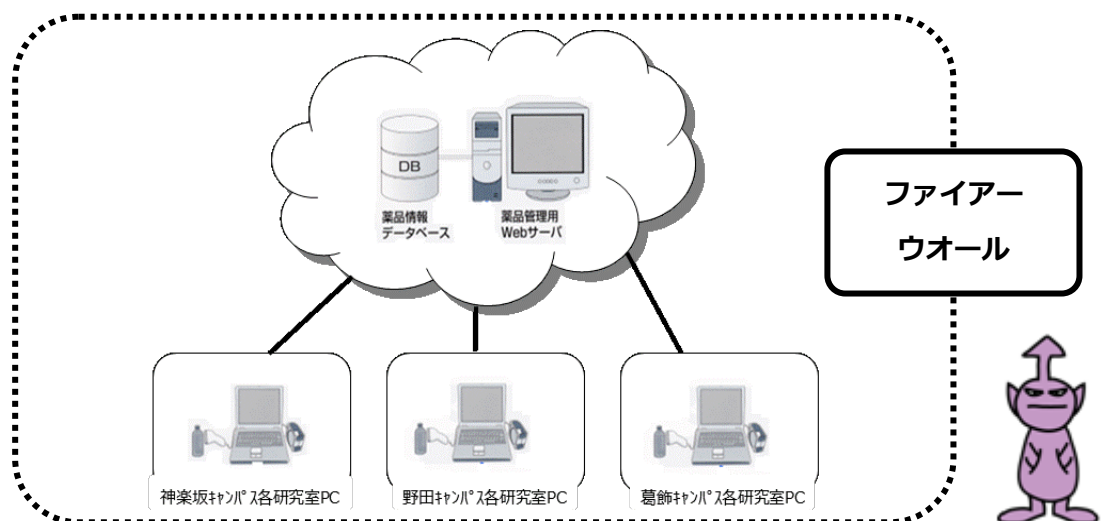 DB
薬品情報
データベース
薬品管理用
Webサーバ
ファイアー
ウオール
神楽坂ｷｬﾝﾊﾟｽ各研究室PC
野田ｷｬﾝﾊﾟｽ各研究室PC
葛飾ｷｬﾝﾊﾟｽ各研究室PC